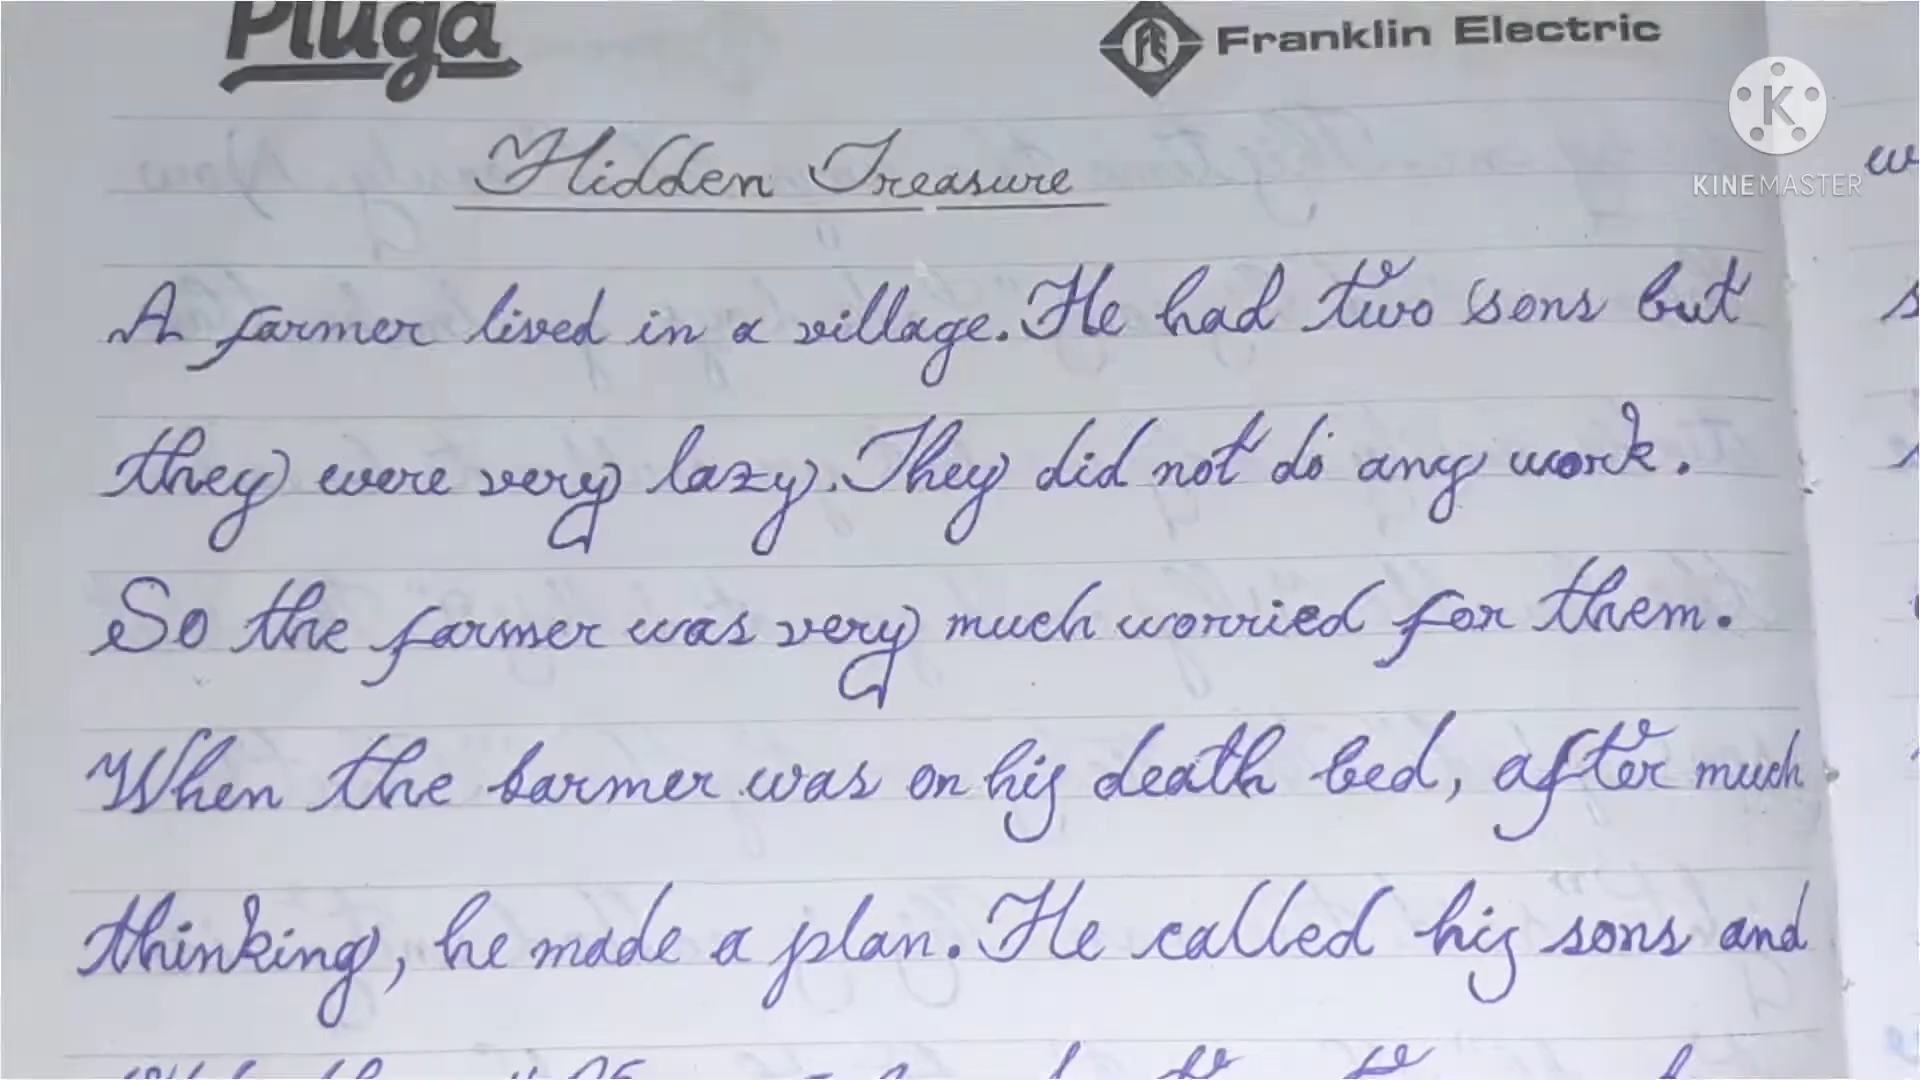 Pluga
Franklin Electric
KINEMASTER
Hidden Treasure
A farmer lived in a village. He had two sons but
they were very lazy. They did not do any work.
So the farmer was very much worried for them.
When the farmer was on his death bed, after much
thinking, he made a plan. He called his sons and